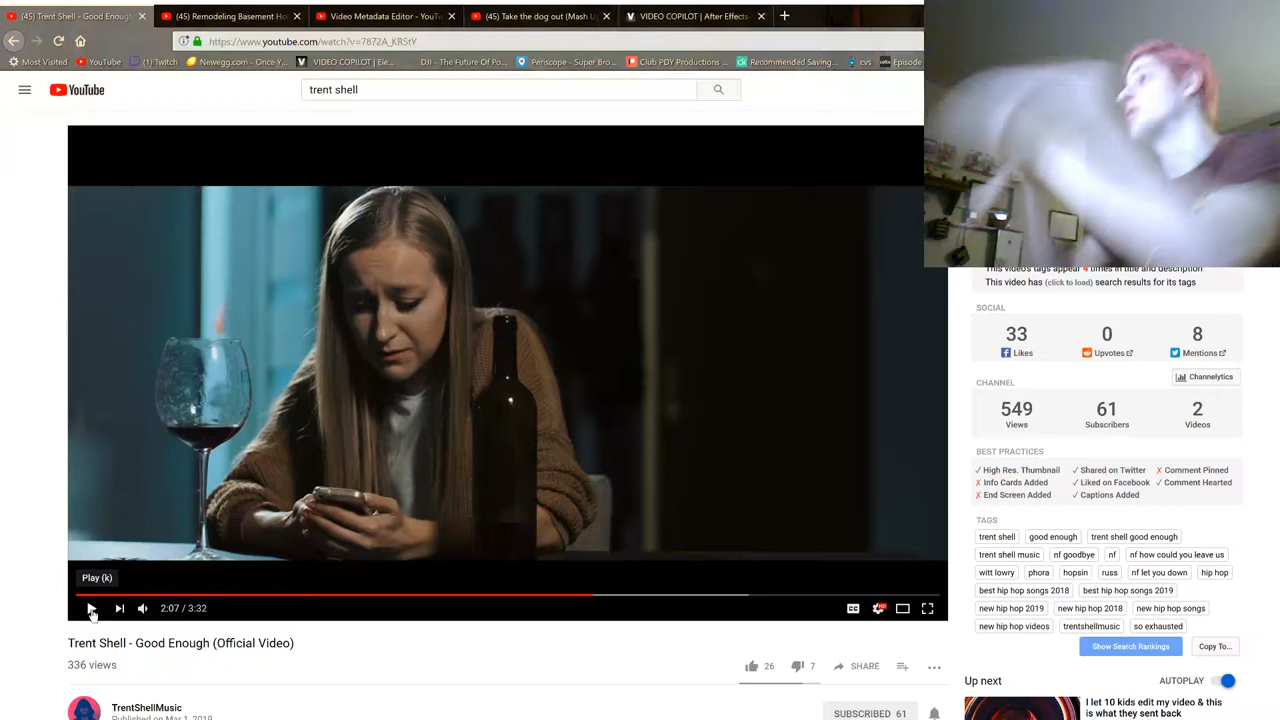 (45) Trent Shell - Good Enough
(45) Remodeling Basement Ho
Video Metadata Editor - YouT
(45) Take the dog out (Mash U
VIDEO COPILOT | After Effects
https://www.youtube.com/watch?v=7872A_KR5tY
Most Visited
YouTube
(1) Twitch
Newegg.com - Once Y
VIDEO COPILOT | Ele
DJI - The Future Of Po
Periscope - Super Bro
Club PDY Productions
Recommended Saving
cvs
Episode
YouTube
trent shell
This video's tags appear 4 times in title and description
This video has (click to load) search results for its tags
SOCIAL
33 0 8
Likes Upvotes Mentions
Channelytics
CHANNEL
549 61 2
Views Subscribers Videos
BEST PRACTICES
✓ High Res. Thumbnail ✓ Shared on Twitter ✗ Comment Pinned
✗ Info Cards Added ✓ Liked on Facebook ✓ Comment Hearted
✗ End Screen Added ✓ Captions Added
TAGS
trent shell good enough trent shell good enough
trent shell music nf goodbye nf nf how could you leave us
witt lowry phora hopsin russ nf let you down hip hop
best hip hop songs 2018 best hip hop songs 2019
new hip hop 2019 new hip hop 2018 new hip hop songs
new hip hop videos trentshellmusic so exhausted
Show Search Rankings Copy To...
Play (k)
2:07 / 3:32
CC
HD
Trent Shell - Good Enough (Official Video)
336 views
26 7 SHARE
TrentShellMusic
Published on Mar 1, 2019
SUBSCRIBED 61
Up next AUTOPLAY
I let 10 kids edit my video & this
is what they sent back